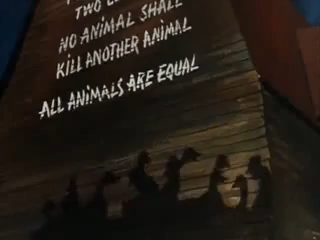 TWO
NO ANIMAL SHALL
KILL ANOTHER ANIMAL
ALL ANIMALS ARE EQUAL